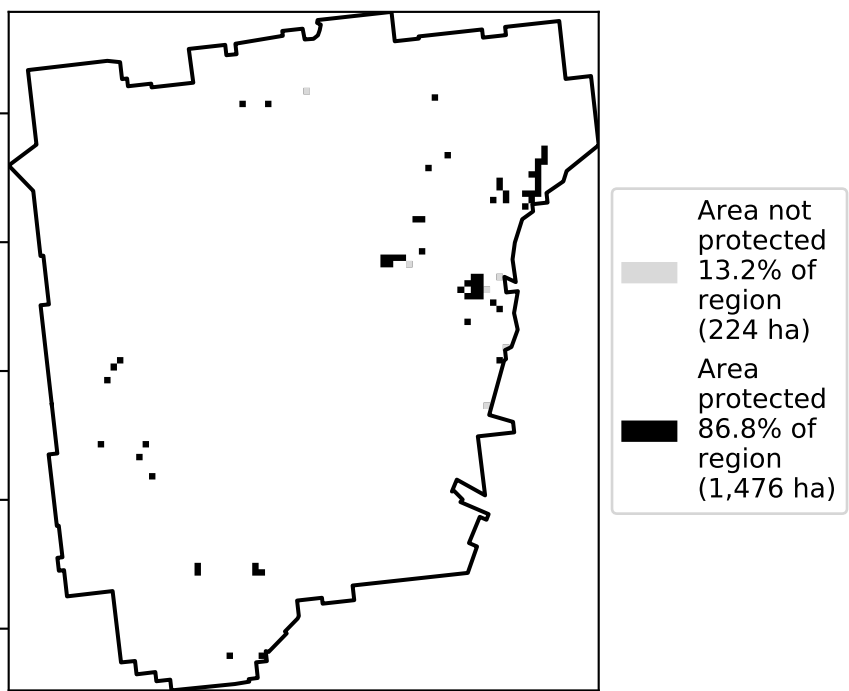 Area not
protected
13.2% of
region
(224 ha)
Area
protected
86.8% of
region
(1,476 ha)